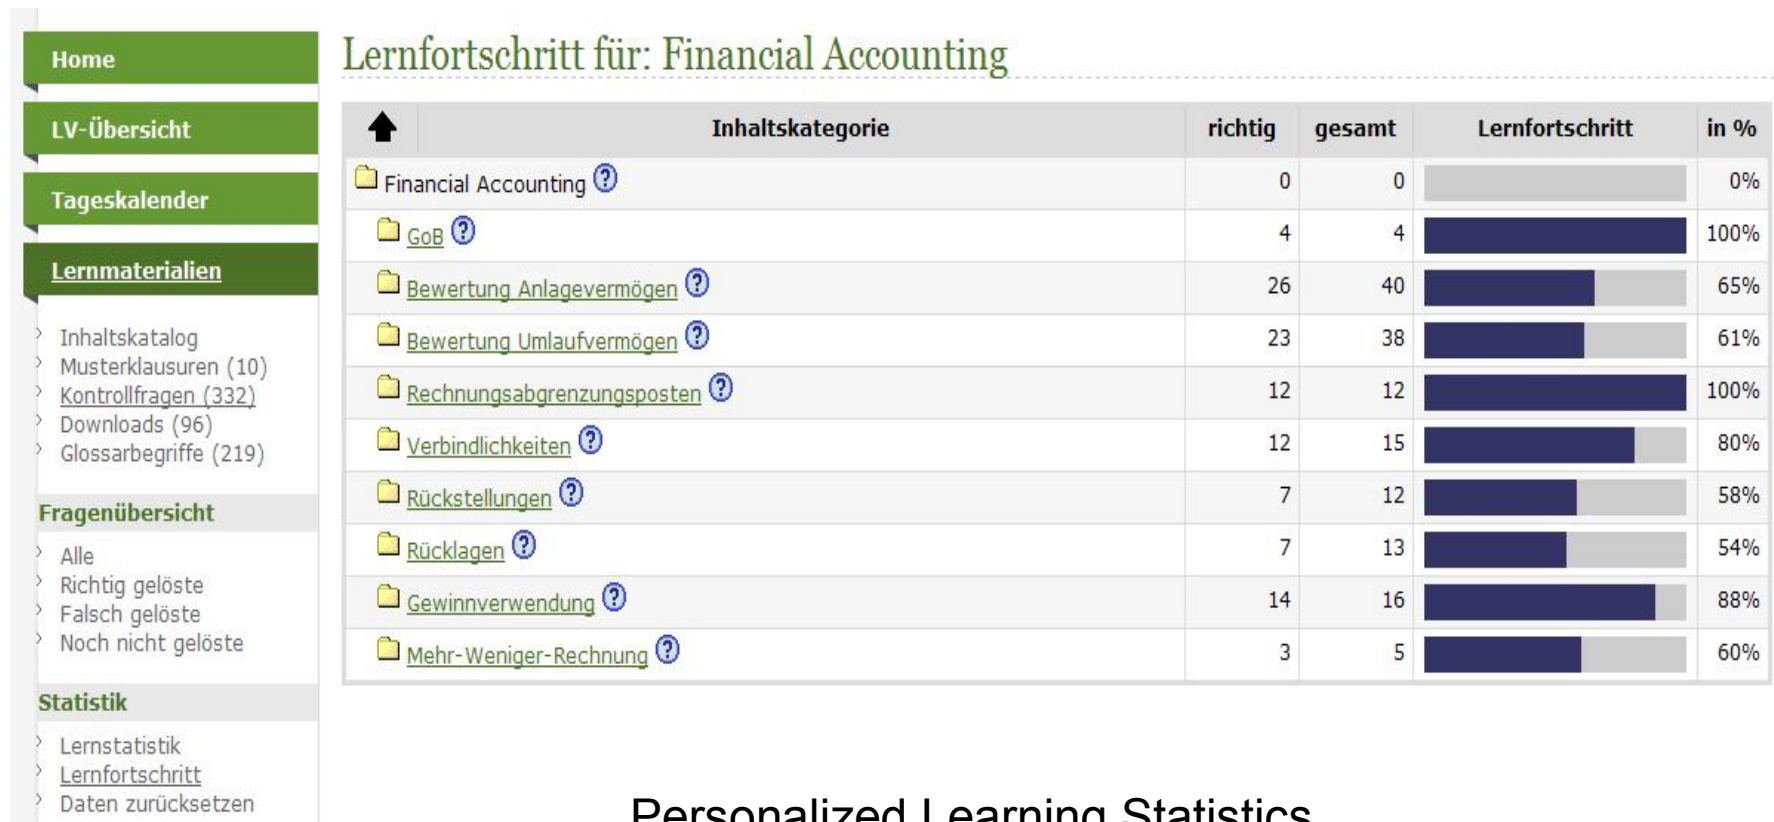 Home
LV-Übersicht
Tageskalender
Lernmaterialien
Inhaltskatalog
Musterklausuren (10)
Kontrollfragen (332)
Downloads (96)
Glossarbegriffe (219)
Fragenübersicht
Alle
Richtig gelöste
Falsch gelöste
Noch nicht gelöste
Statistik
Lernstatistik
Lernfortschritt
Daten zurücksetzen
Lernfortschritt für: Financial Accounting
Inhaltskategorie richtig gesamt Lernfortschritt in %
Financial Accounting ? 0 0 0%
GoB ? 4 4 100%
Bewertung Anlagevermögen ? 26 40 65%
Bewertung Umlaufvermögen ? 23 38 61%
Rechnungsabgrenzungsposten ? 12 12 100%
Verbindlichkeiten ? 12 15 80%
Rückstellungen ? 7 12 58%
Rücklagen ? 7 13 54%
Gewinnverwendung ? 14 16 88%
Mehr-Weniger-Rechnung ? 3 5 60%
Personalized Learning Statistics